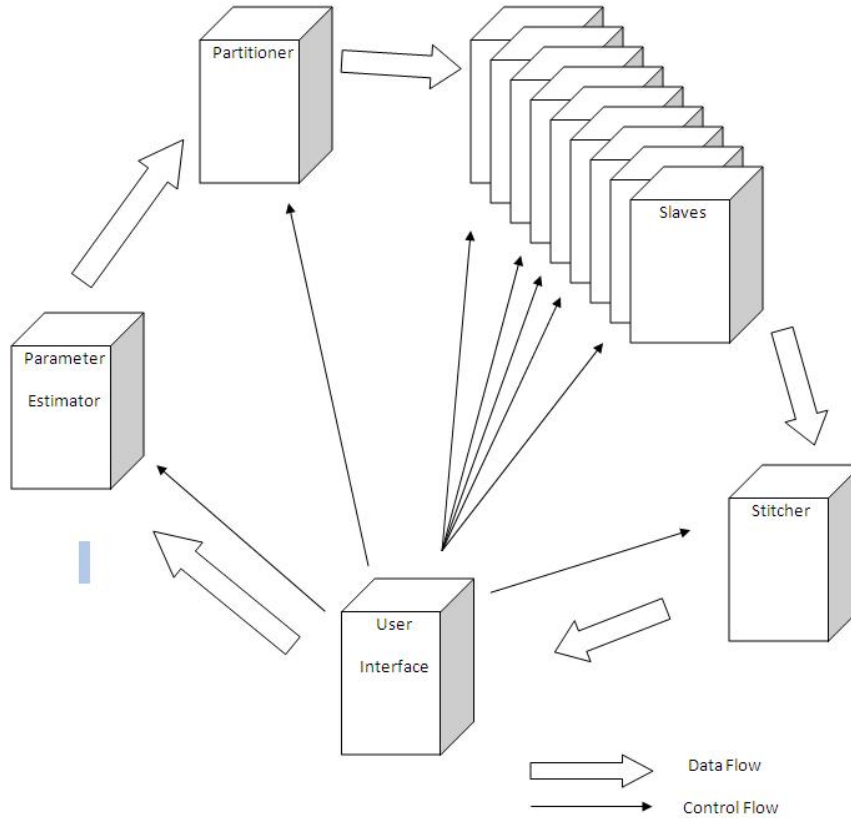 Partitioner
Slaves
Parameter
Estimator
Stitcher
User
Interface
Data Flow
Control Flow